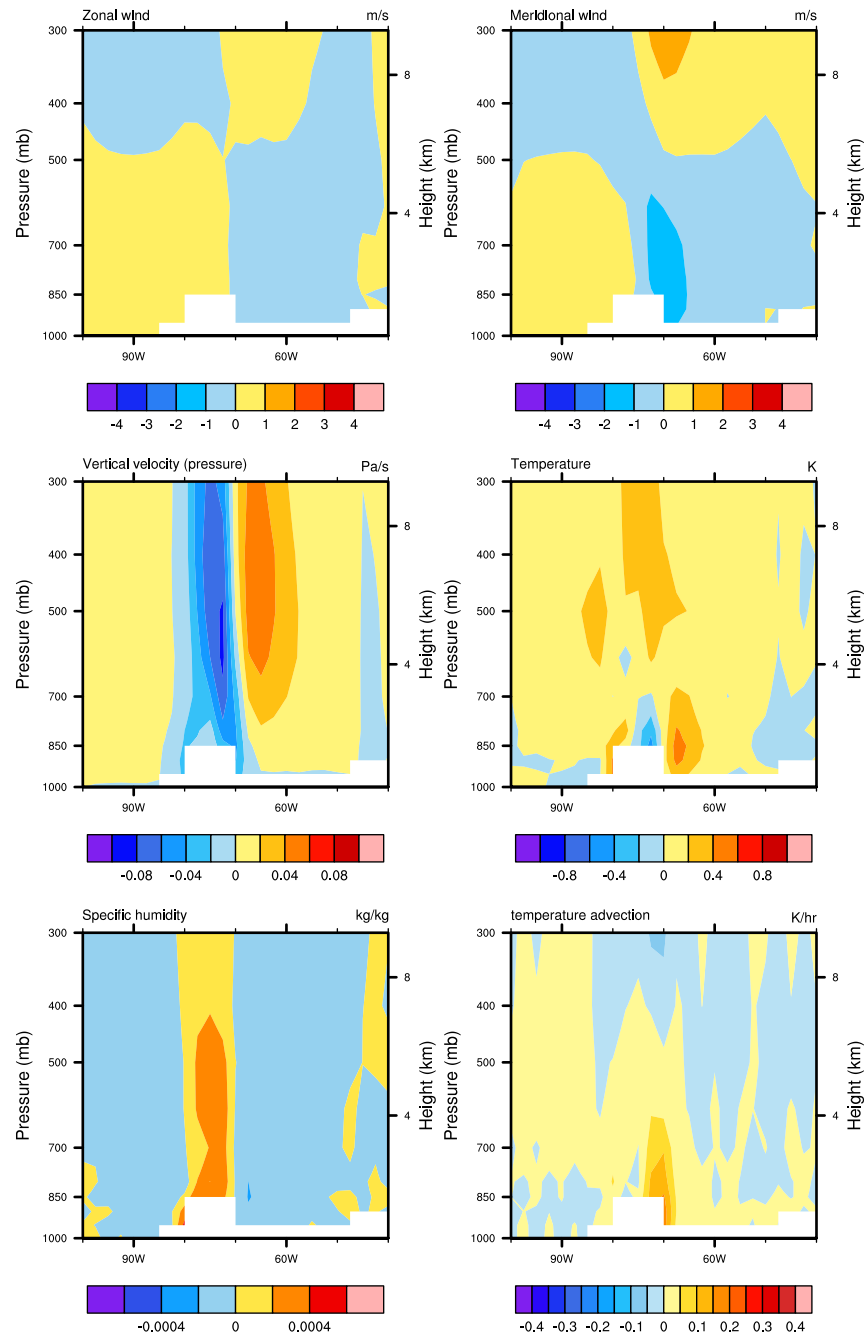 Zonal wind m/s
300
400
500
700
850
1000
Pressure (mb)
8
4
Height (km)
90W 60W
-4 -3 -2 -1 0 1 2 3 4
Meridional wind m/s
300
400
500
700
850
1000
Pressure (mb)
8
4
Height (km)
90W 60W
-4 -3 -2 -1 0 1 2 3 4
Vertical velocity (pressure) Pa/s
300
400
500
700
850
1000
Pressure (mb)
8
4
Height (km)
90W 60W
-0.08 -0.04 0 0.04 0.08
Temperature K
300
400
500
700
850
1000
Pressure (mb)
8
4
Height (km)
90W 60W
-0.8 -0.4 0 0.4 0.8
Specific humidity kg/kg
300
400
500
700
850
1000
Pressure (mb)
8
4
Height (km)
90W 60W
-0.0004 0 0.0004
temperature advection K/hr
300
400
500
700
850
1000
Pressure (mb)
8
4
Height (km)
90W 60W
-0.4 -0.3 -0.2 -0.1 0 0.1 0.2 0.3 0.4